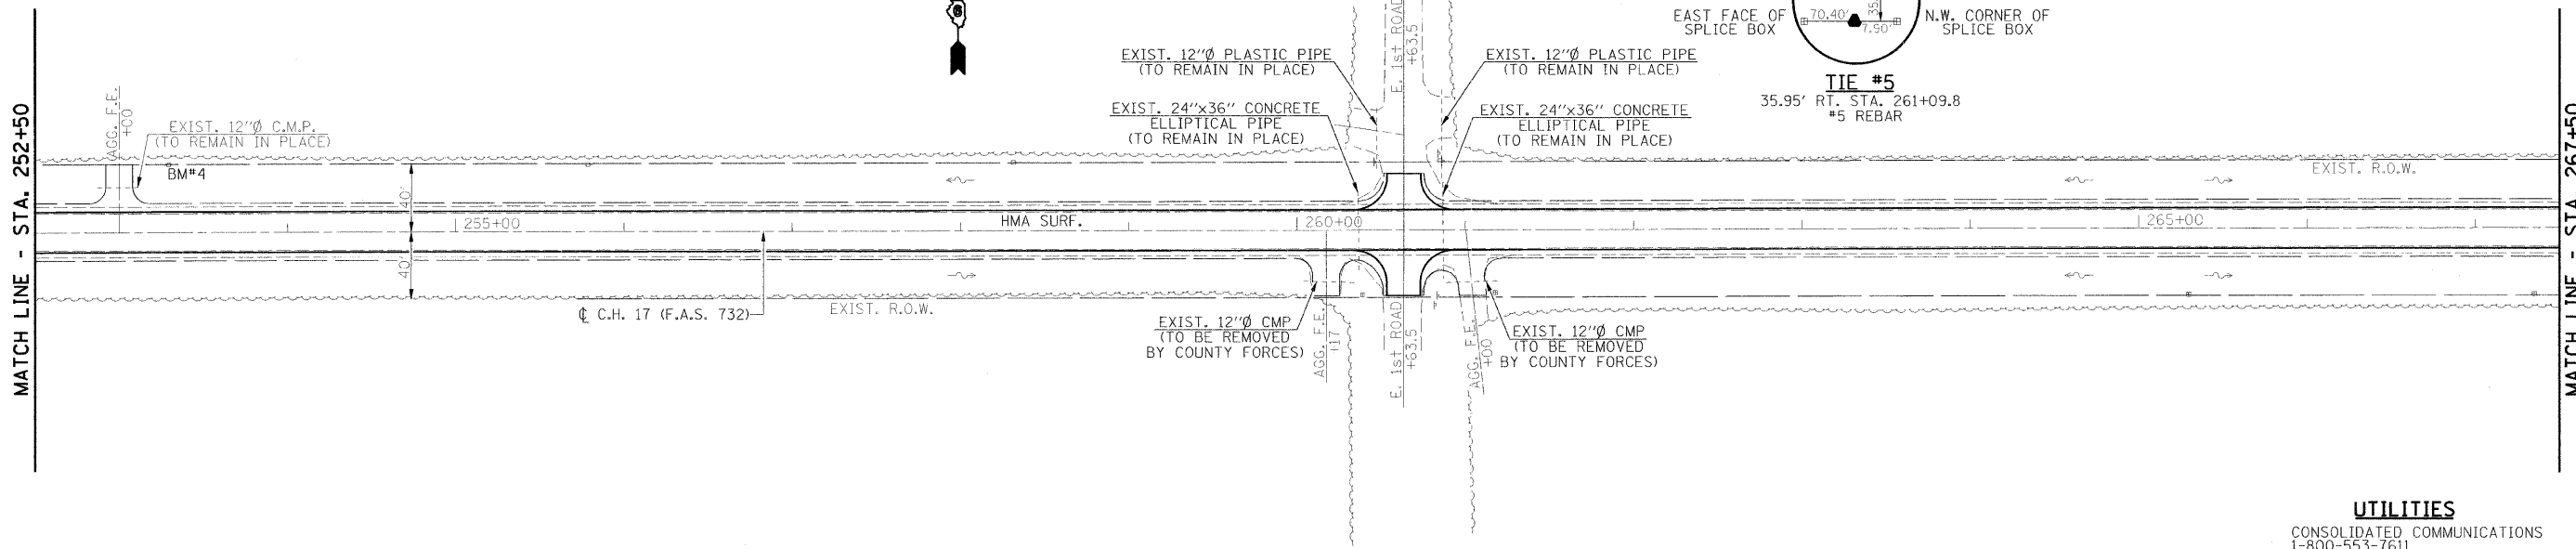 MATCH LINE - STA. 252+50
AGG. F.E.
+00
EXIST. 12"Ø C.M.P.
(TO REMAIN IN PLACE)
BM#4
40'
40'
255+00
℄ C.H. 17 (F.A.S. 732)
EXIST. R.O.W.
6
HMA SURF.
EXIST. 12"Ø PLASTIC PIPE
(TO REMAIN IN PLACE)
EXIST. 24"x36" CONCRETE
ELLIPTICAL PIPE
(TO REMAIN IN PLACE)
E. 1st ROAD
+63.5
EXIST. 12"Ø PLASTIC PIPE
(TO REMAIN IN PLACE)
EXIST. 24"x36" CONCRETE
ELLIPTICAL PIPE
(TO REMAIN IN PLACE)
260+00
EXIST. 12"Ø CMP
(TO BE REMOVED
BY COUNTY FORCES)
AGG. F.E.
+17
E. 1st ROAD
+63.5
AGG. F.E.
+00
EXIST. 12"Ø CMP
(TO BE REMOVED
BY COUNTY FORCES)
EAST FACE OF
SPLICE BOX
70.40'
7.90'
N.W. CORNER OF
SPLICE BOX
TIE #5
35.95' RT. STA. 261+09.8
#5 REBAR
EXIST. R.O.W.
265+00
MATCH LINE - STA. 267+50
UTILITIES
CONSOLIDATED COMMUNICATIONS
1-800-553-7611